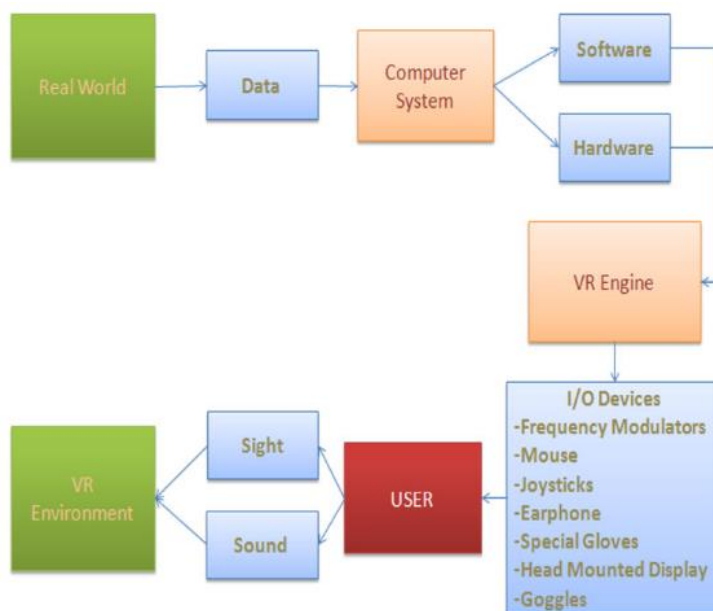 Real World
Data
Computer
System
Software
Hardware
VR Engine
I/O Devices
-Frequency Modulators
-Mouse
-Joysticks
-Earphone
-Special Gloves
-Head Mounted Display
-Goggles
USER
Sight
Sound
VR
Environment